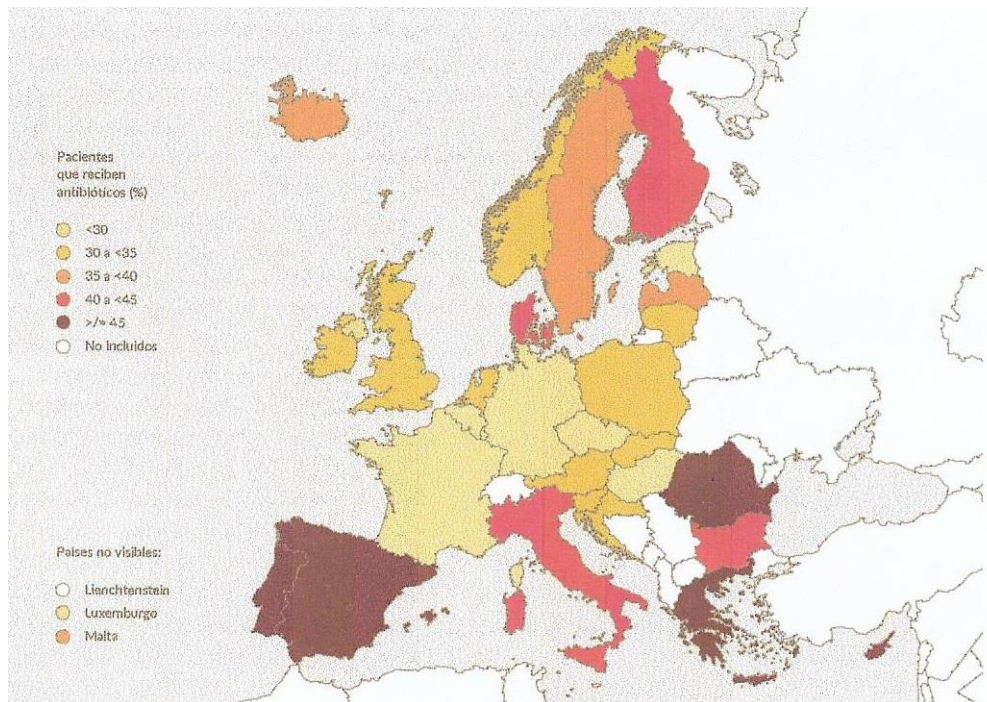 Pacientes
que reciben
antibióticos (%)
<30
30 a <35
35 a <40
40 a <45
>/= 45
No Incluidos
Países no visibles:
Lienchtenstein
Luxemburgo
Malta